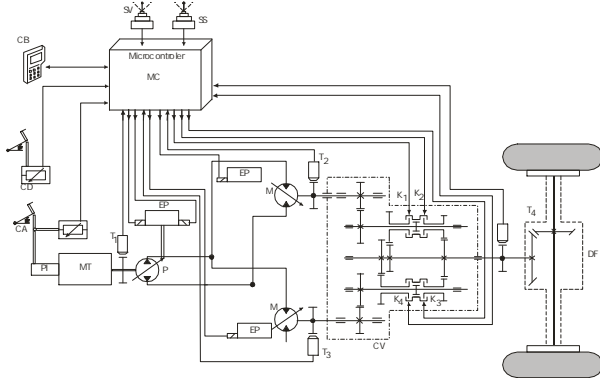 SV
SS
CB
Microcontroler
MC
CD
CA
PI
MT
T1
EP
P
EP
M
T2
M
EP
T3
K1 K2
K4 K3
CV
T4
DF